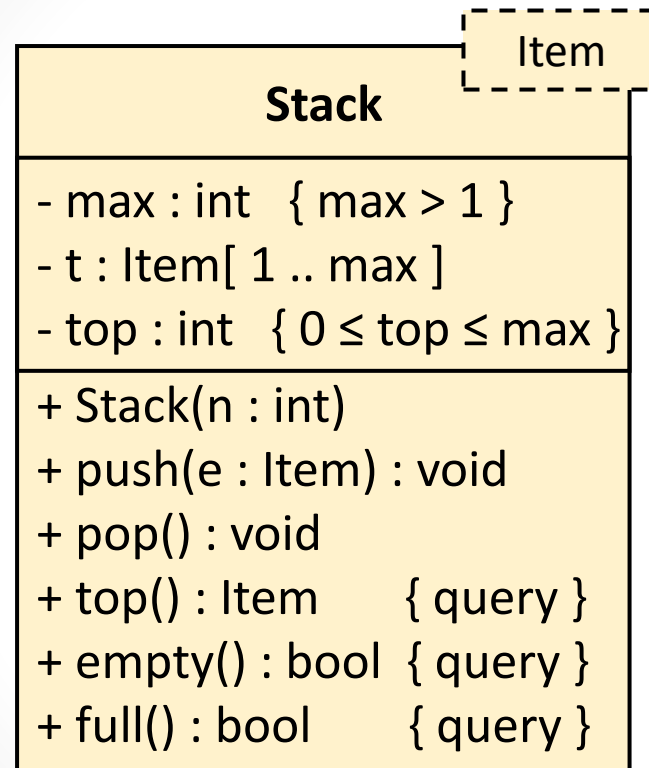 Item
Stack
- max : int { max > 1 }
- t : Item[ 1 .. max ]
- top : int { 0 ≤ top ≤ max }
+ Stack(n : int)
+ push(e : Item) : void
+ pop() : void
+ top() : Item { query }
+ empty() : bool { query }
+ full() : bool { query }